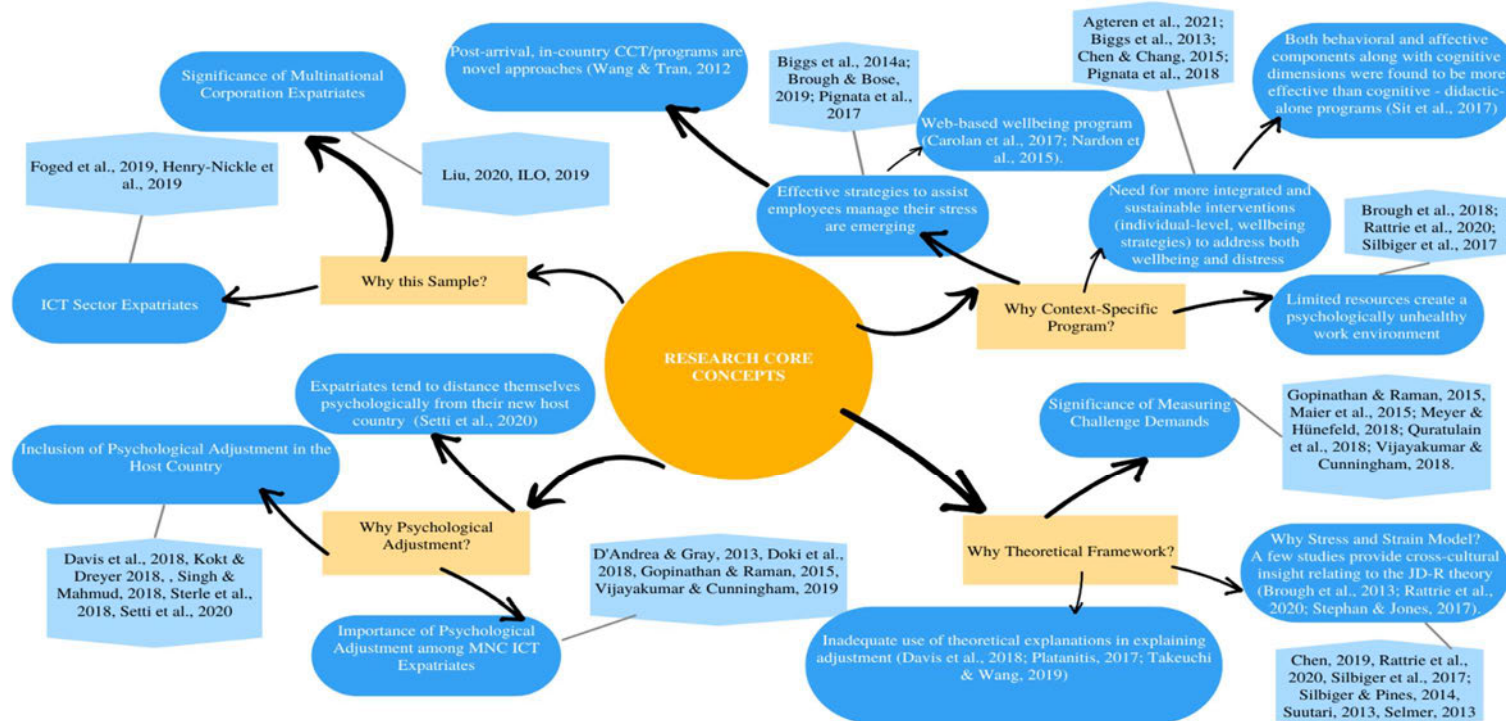 Significance of Multinational
Corporation Expatriates
Foged et al., 2019, Henry-Nickle
et al., 2019
Liu, 2020, ILO, 2019
ICT Sector Expatriates
Why this Sample?
Post-arrival, in-country CCT/programs are
novel approaches (Wang & Tran, 2012
Biggs et al., 2014a;
Brough & Bose,
2019; Pignata et al.,
2017
Web-based wellbeing program
(Carolan et al., 2017; Nardon et
al., 2015).
Effective strategies to assist
employees manage their stress
are emerging
Agteren et al., 2021;
Biggs et al., 2013;
Chen & Chang, 2015;
Pignata et al., 2018
Both behavioral and affective
components along with cognitive
dimensions were found to be more
effective than cognitive - didactic-
alone programs (Sit et al., 2017)
Need for more integrated and
sustainable interventions
(individual-level, wellbeing
strategies) to address both
wellbeing and distress
Brough et al., 2018;
Rattrie et al., 2020;
Silbiger et al., 2017
Limited resources create a
psychologically unhealthy
work environment
Why Context-Specific
Program?
RESEARCH CORE
CONCEPTS
Expatriates tend to distance themselves
psychologically from their new host
country (Setti et al., 2020)
Inclusion of Psychological Adjustment in the
Host Country
Davis et al., 2018, Kokt &
Dreyer 2018, , Singh &
Mahmud, 2018, Sterle et al.,
2018, Setti et al., 2020
Why Psychological
Adjustment?
D'Andrea & Gray, 2013, Doki et al.,
2018, Gopinathan & Raman, 2015,
Vijayakumar & Cunningham, 2019
Importance of Psychological
Adjustment among MNC ICT
Expatriates
Significance of Measuring
Challenge Demands
Gopinathan & Raman, 2015,
Maier et al., 2015; Meyer &
Hünefeld, 2018; Quratulain
et al., 2018; Vijayakumar &
Cunningham, 2018.
Why Theoretical Framework?
Why Stress and Strain Model?
A few studies provide cross-cultural
insight relating to the JD-R theory
(Brough et al., 2013; Rattrie et al.,
2020; Stephan & Jones, 2017).
Inadequate use of theoretical explanations in explaining
adjustment (Davis et al., 2018; Platanitis, 2017; Takeuchi
& Wang, 2019)
Chen, 2019, Rattrie et al.,
2020, Silbiger et al., 2017;
Silbiger & Pines, 2014,
Suutari, 2013, Selmer, 2013